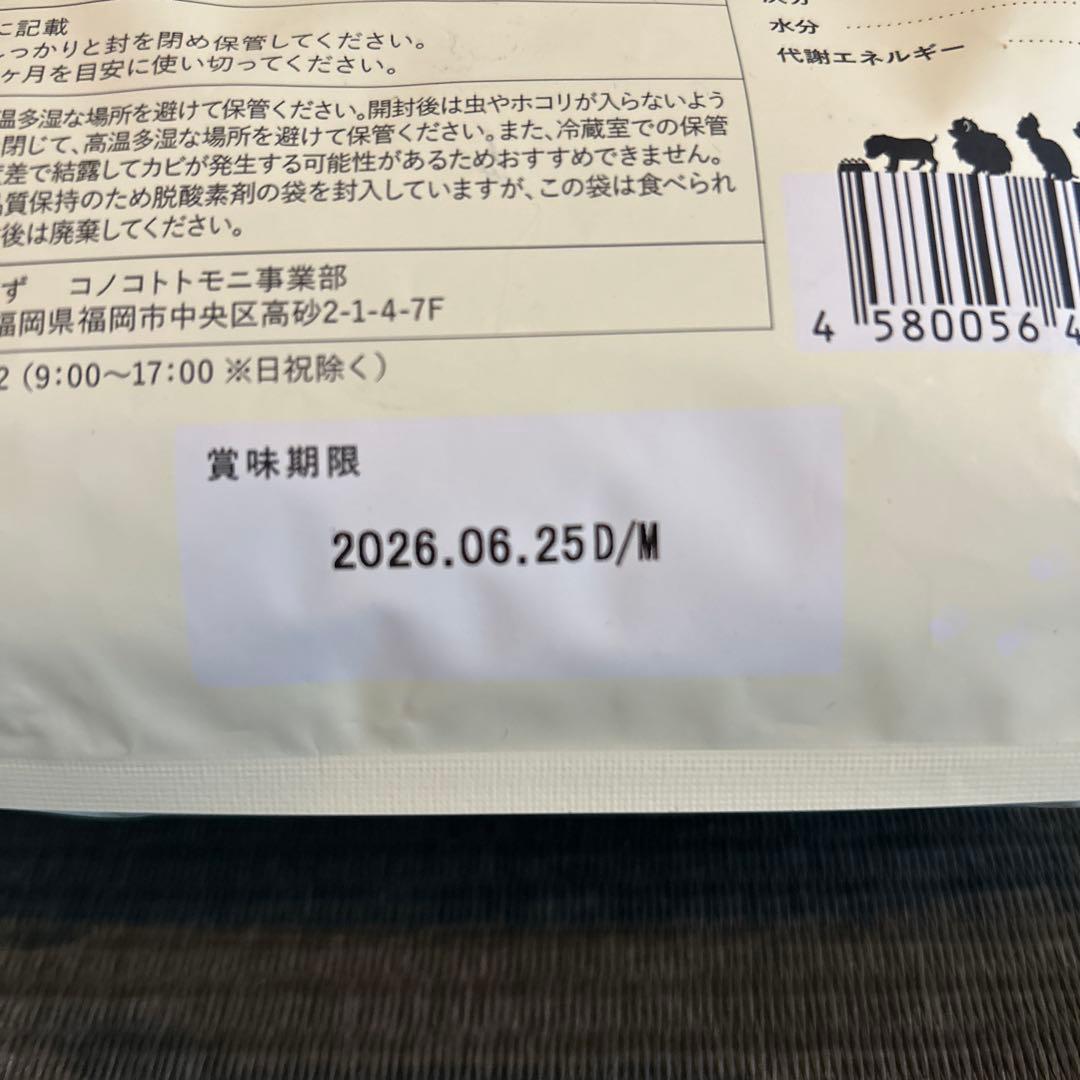 に記載
しっかりと封を閉め保管してください。
ヶ月を目安に使い切ってください。
温多湿な場所を避けて保管ください。開封後は虫やホコリが入らないよう
閉じて、高温多湿な場所を避けて保管ください。また、冷蔵室での保管
差で結露してカビが発生する可能性があるためおすすめできません。
質保持のため脱酸素剤の袋を封入していますが、この袋は食べられ
後は廃棄してください。
ず コノコトトモニ事業部
福岡県福岡市中央区高砂2-1-4-7F
2（9:00〜17:00 ※日祝除く）
水分
代謝エネルギー
4 580056 4
賞味期限
2026.06.25D/M